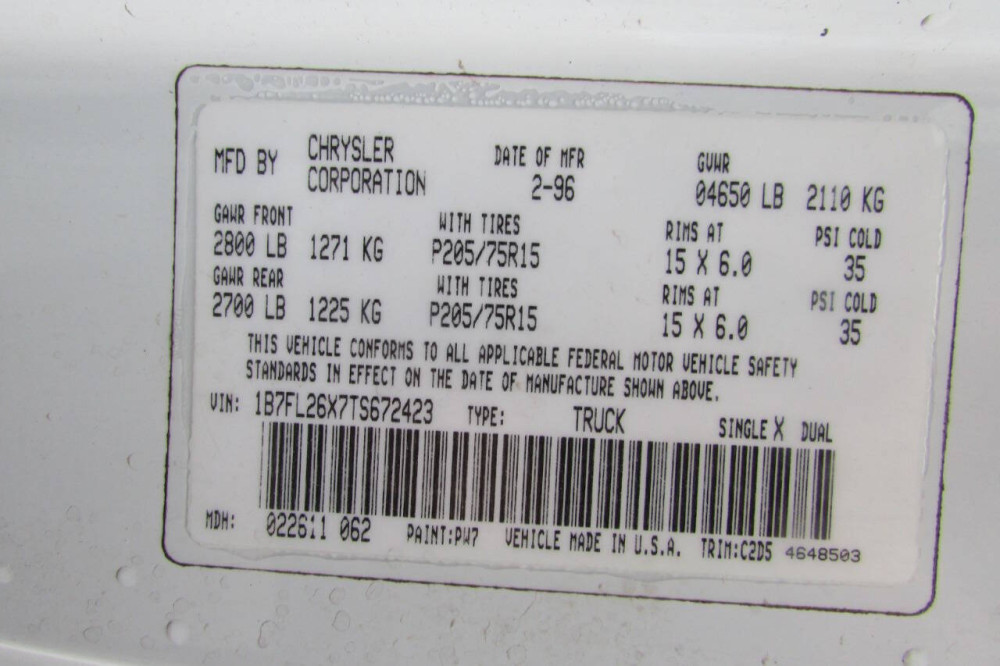 MFD BY CHRYSLER CORPORATION DATE OF MFR 2-96 GVWR 04650 LB 2110 KG
GAWR FRONT WITH TIRES RIMS AT PSI COLD
2800 LB 1271 KG P205/75R15 15 X 6.0 35
GAWR REAR WITH TIRES RIMS AT PSI COLD
2700 LB 1225 KG P205/75R15 15 X 6.0 35
THIS VEHICLE CONFORMS TO ALL APPLICABLE FEDERAL MOTOR VEHICLE SAFETY
STANDARDS IN EFFECT ON THE DATE OF MANUFACTURE SHOWN ABOVE.
VIN: 1B7FL26X7TS672423 TYPE: TRUCK SINGLE X DUAL
MDH: 022611 062 PAINT:PW7 VEHICLE MADE IN U.S.A. TRIM:C2D5 4648503